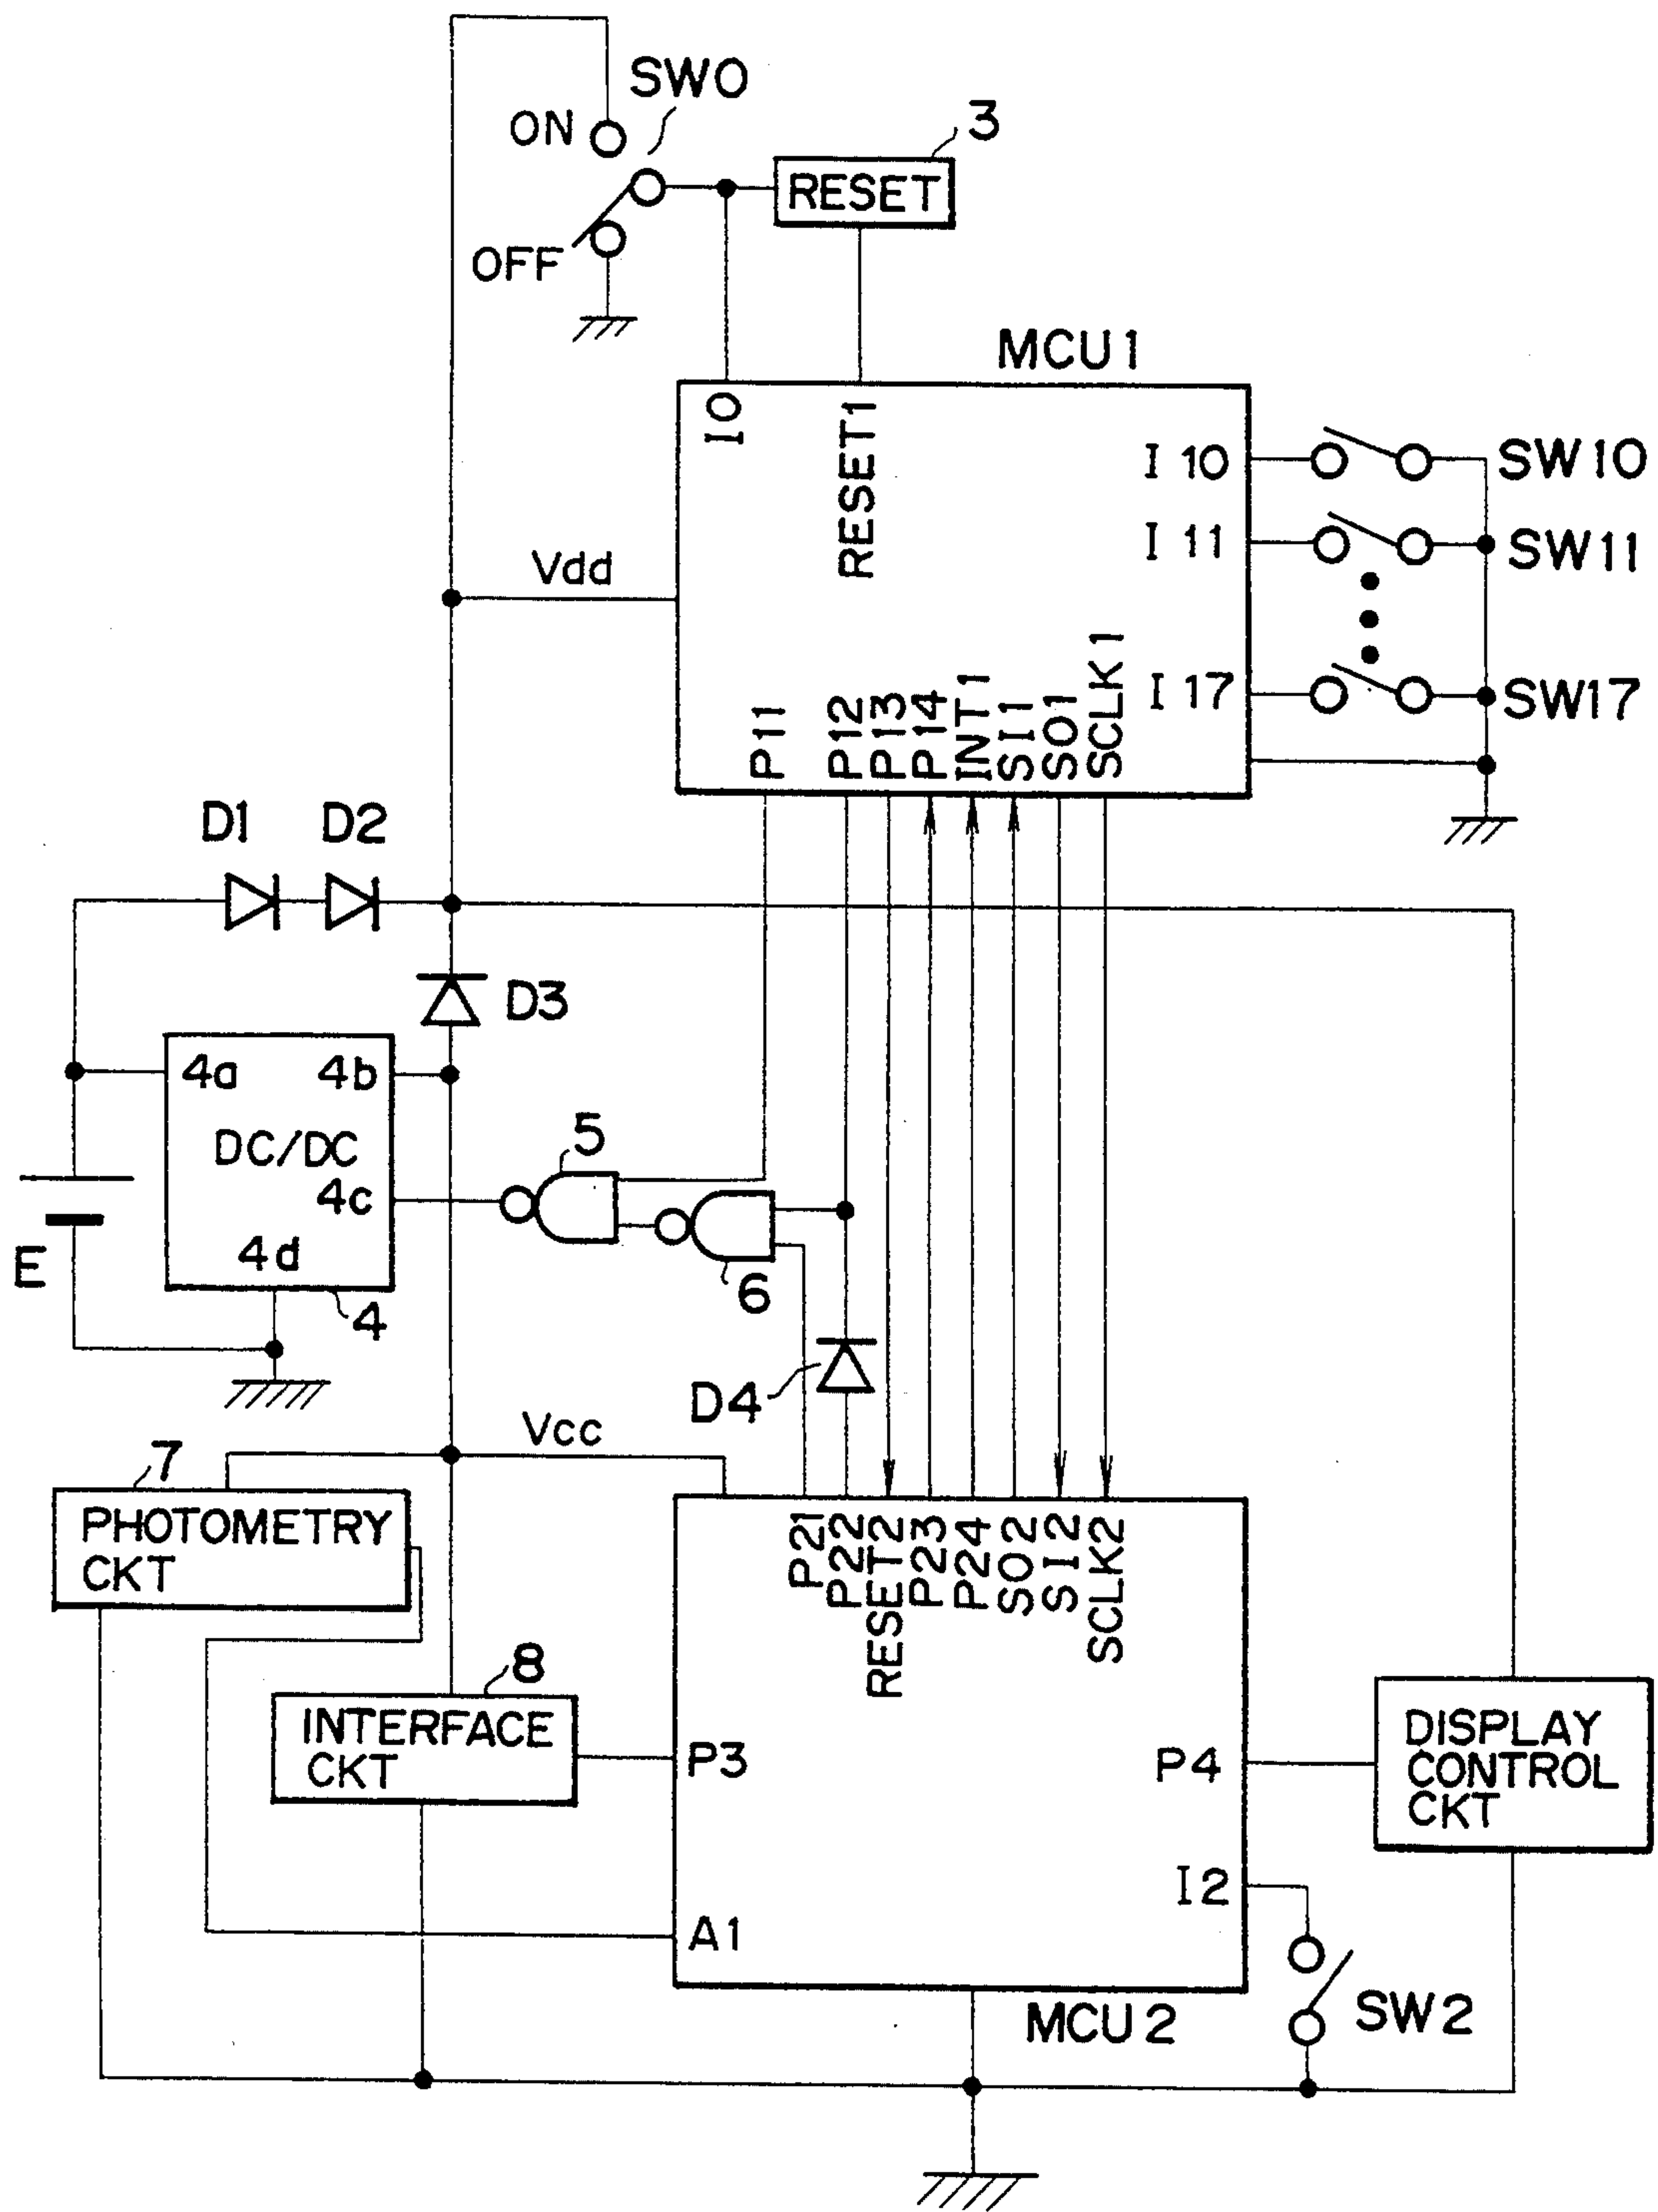 SW0
ON
3
RESET
OFF
MCU1
I0
RESET1
I 10
SW10
I 11
SW11
Vdd
I 17
SW17
P11
P12
P13
P14
INT1
SI1
SO1
SCLK1
D1
D2
D3
4a
4b
DC/DC
4c
4d
E
4
5
6
D4
Vcc
7
PHOTOMETRY
CKT
P21
P22
RESET2
P23
P24
SO2
SI2
SCLK2
8
INTERFACE
CKT
P3
P4
DISPLAY
CONTROL
CKT
I2
A1
MCU2
SW2